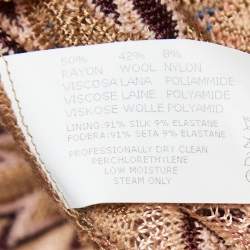 50% 42% 8%
RAYON WOOL NYLON
VISCOSA LANA POLIAMMIDE
VISCOSE LAINE POLYAMIDE
VISKOSE WOLLE POLYAMID
LINING:91% SILK 9% ELASTANE
FODERA:91% SETA 9% ELASTANE
PROFESSIONALLY DRY CLEAN
PERCHLORETHYLENE
LOW MOISTURE
STEAM ONLY